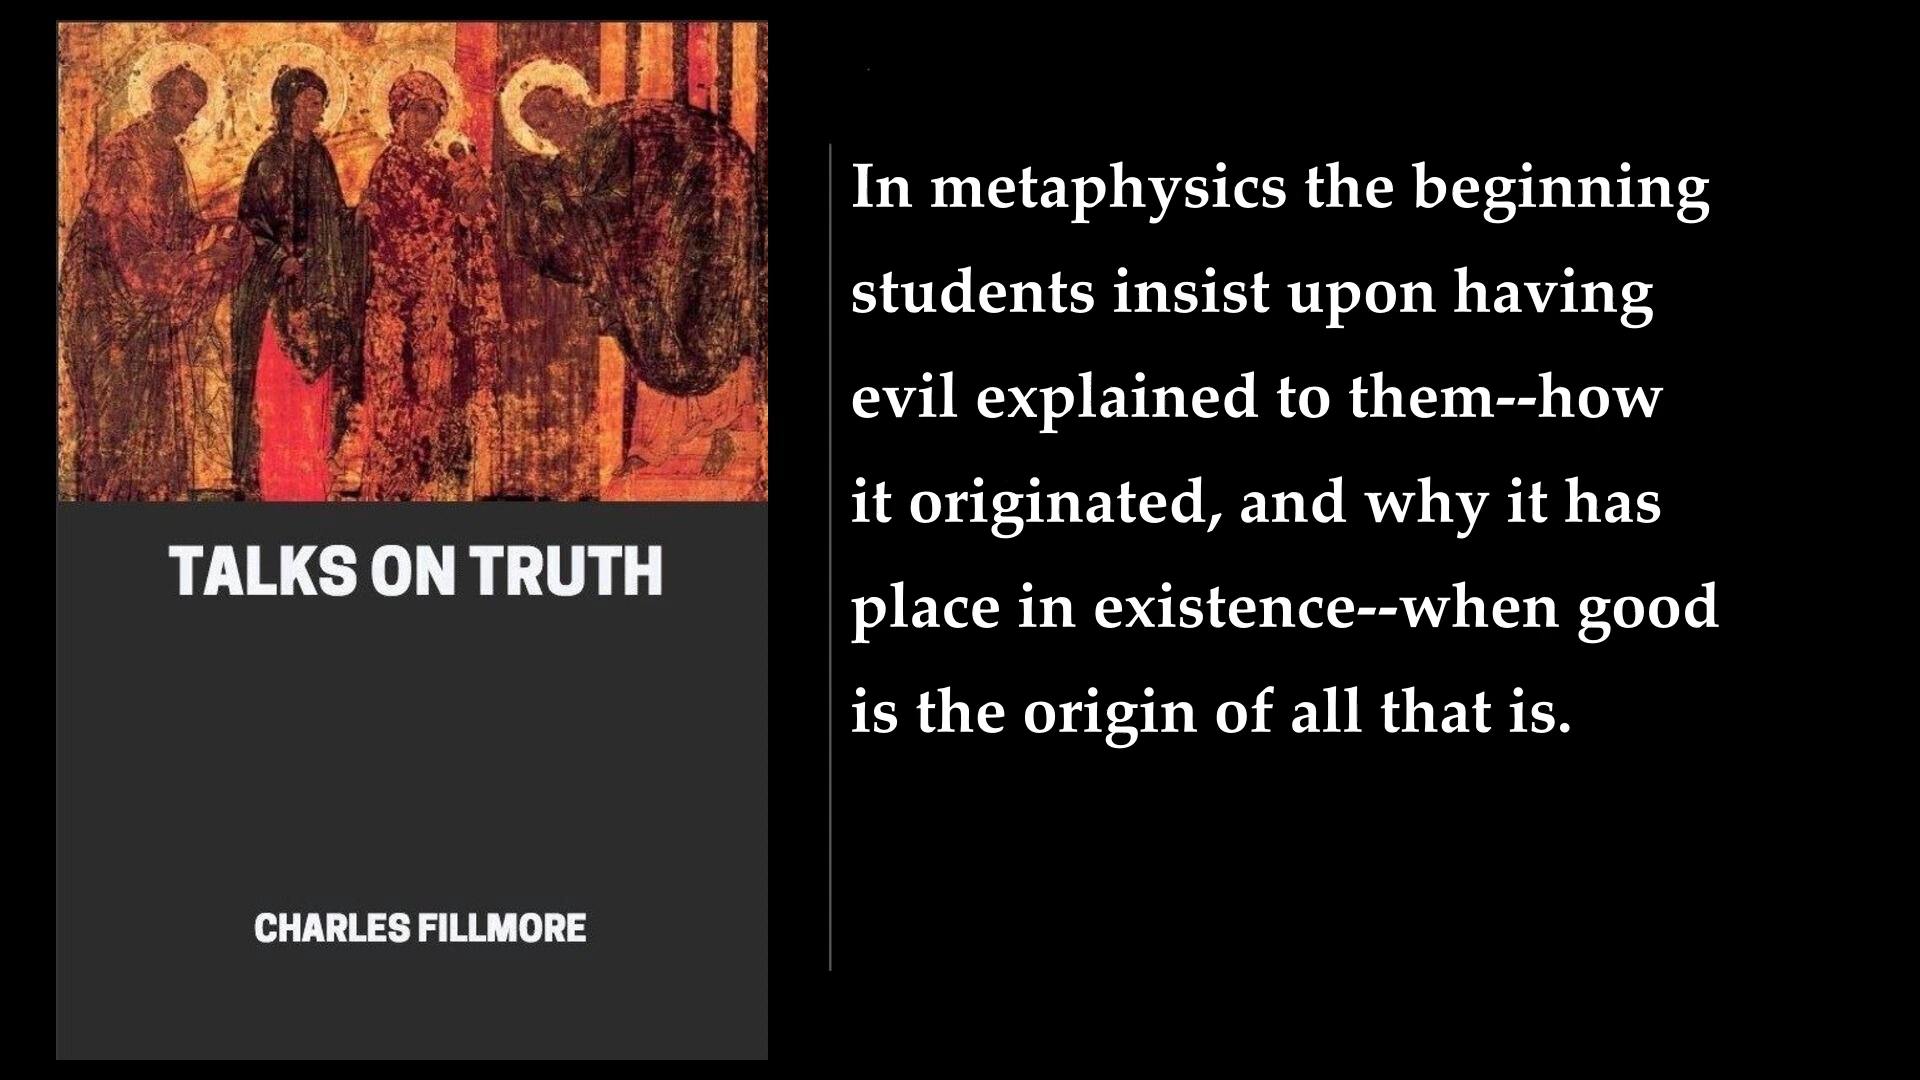 TALKS ON TRUTH
CHARLES FILLMORE
In metaphysics the beginning
students insist upon having
evil explained to them--how
it originated, and why it has
place in existence--when good
is the origin of all that is.